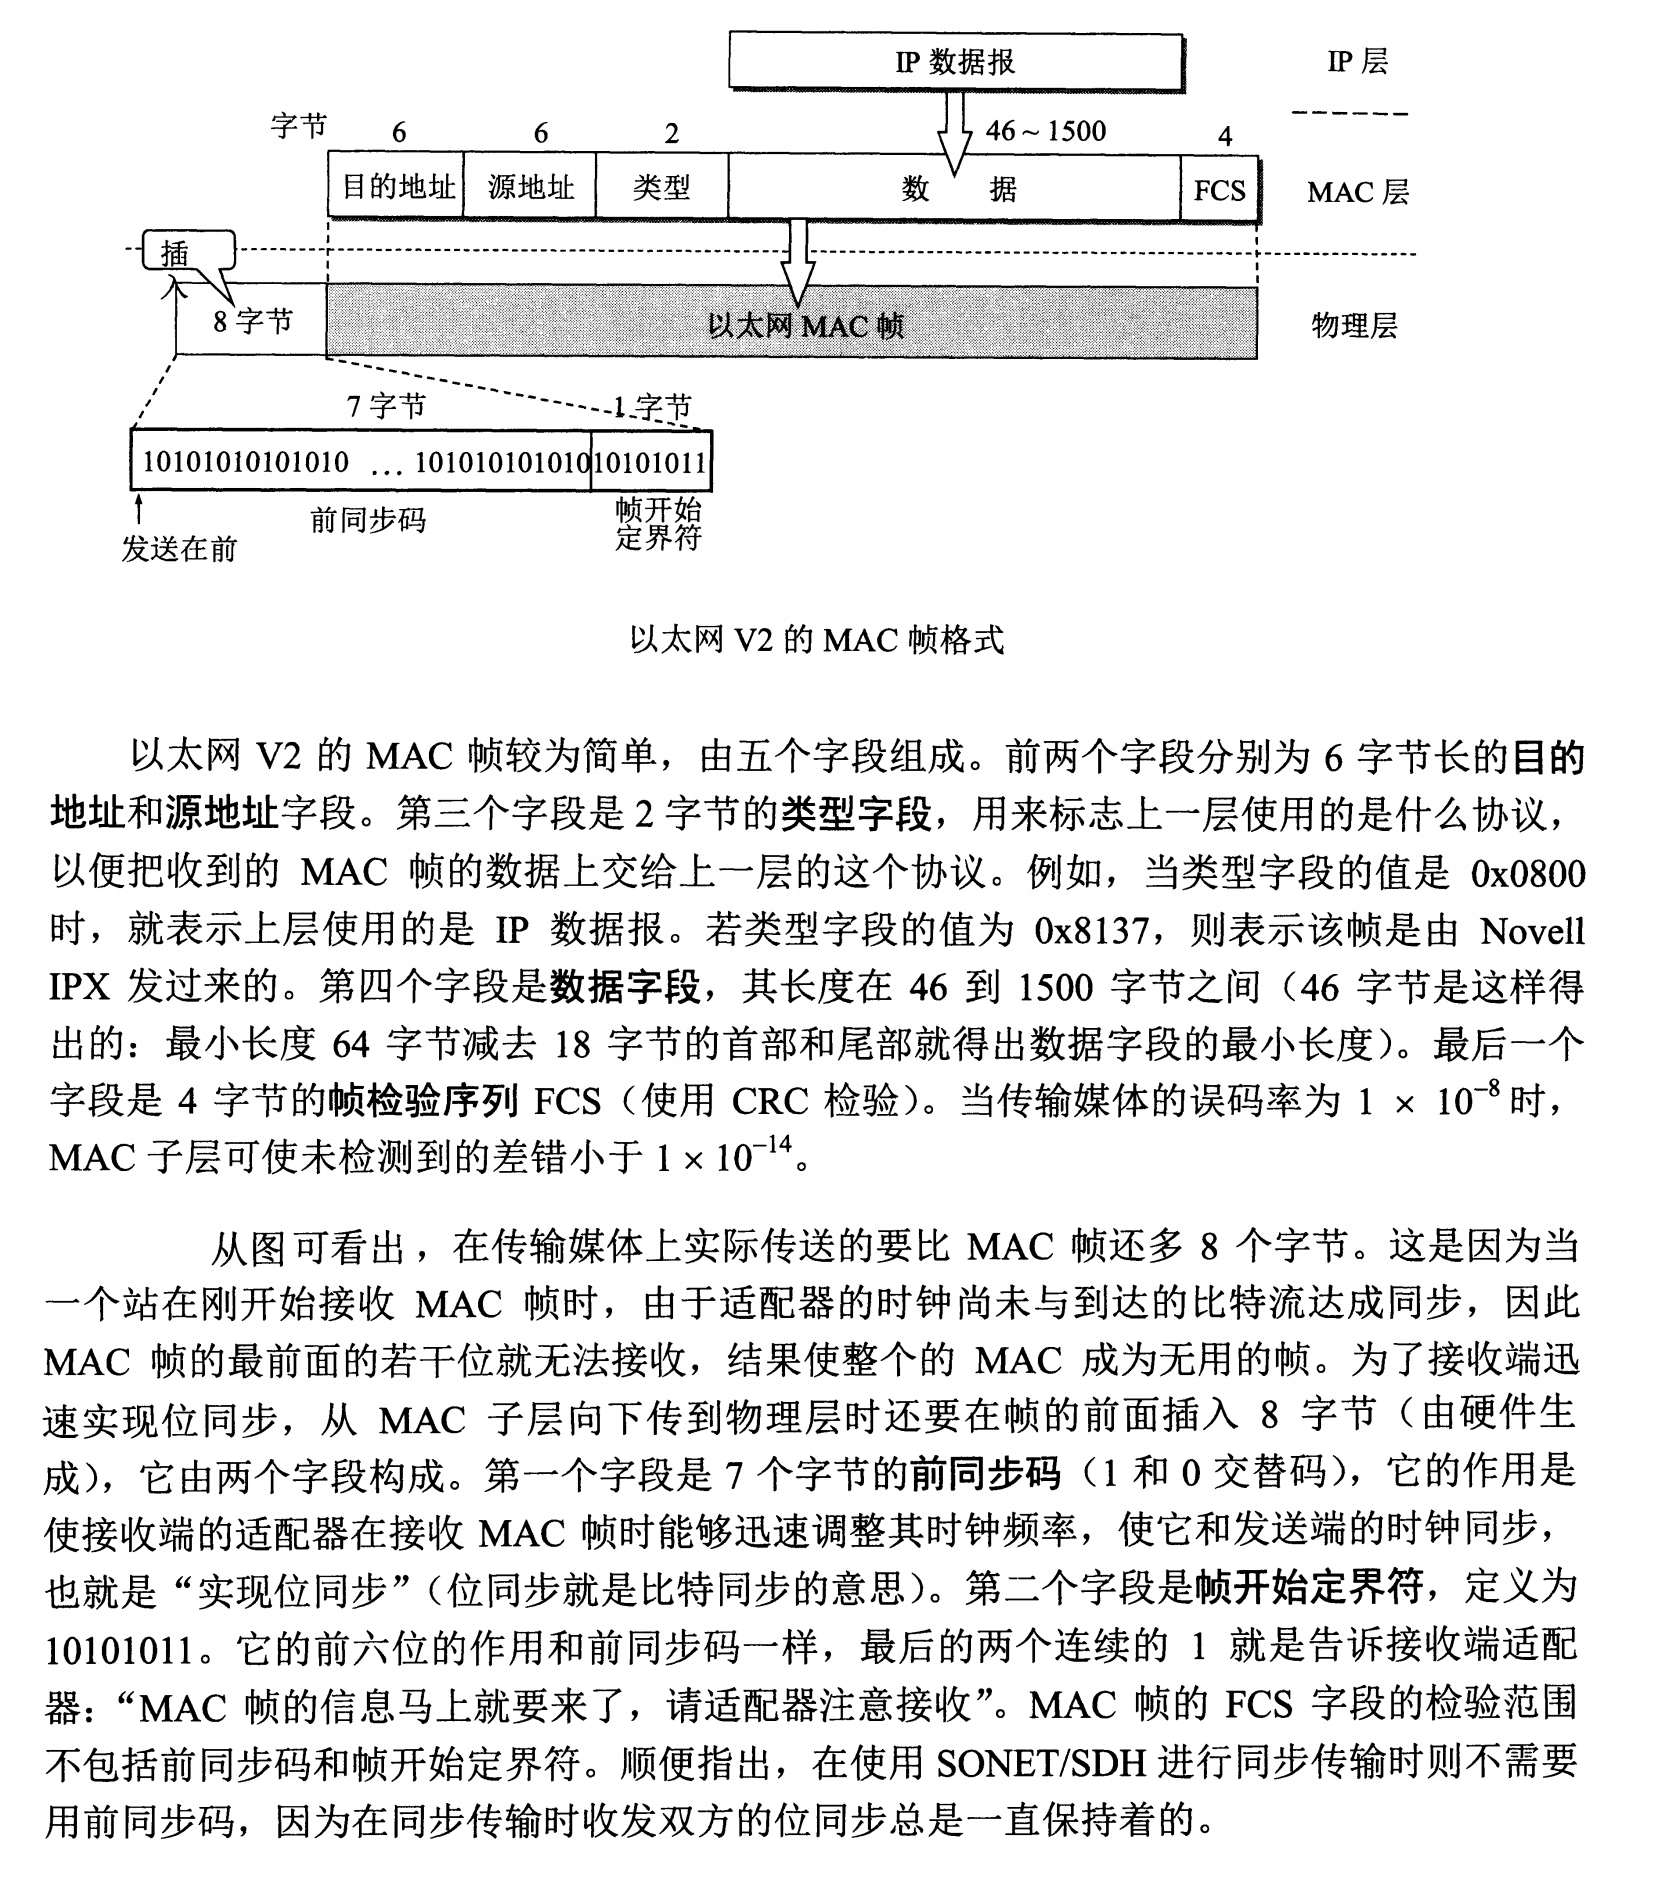 IP 数据报
IP 层
字节 6 6 2 46~1500 4
目的地址 源地址 类型 数 据 FCS
MAC 层
插入
8 字节
以太网 MAC 帧
物理层
7 字节 1 字节
10101010101010 … 101010101010 10101011
发送在前
前同步码
帧开始
定界符
以太网 V2 的 MAC 帧格式
以太网 V2 的 MAC 帧较为简单，由五个字段组成。前两个字段分别为 6 字节长的目的
地址和源地址字段。第三个字段是 2 字节的类型字段，用来标志上一层使用的是什么协议，
以便把收到的 MAC 帧的数据上交给上一层的这个协议。例如，当类型字段的值是 0x0800
时，就表示上层使用的是 IP 数据报。若类型字段的值为 0x8137，则表示该帧是由 Novell
IPX 发过来的。第四个字段是数据字段，其长度在 46 到 1500 字节之间（46 字节是这样得
出的：最小长度 64 字节减去 18 字节的首部和尾部就得出数据字段的最小长度）。最后一个
字段是 4 字节的帧检验序列 FCS（使用 CRC 检验）。当传输媒体的误码率为 1 × 10⁻⁸ 时，
MAC 子层可使未检测到的差错小于 1 × 10⁻¹⁴。
从图可看出，在传输媒体上实际传送的要比 MAC 帧还多 8 个字节。这是因为当
一个站在刚开始接收 MAC 帧时，由于适配器的时钟尚未与到达的比特流达成同步，因此
MAC 帧的最前面的若干位就无法接收，结果使整个的 MAC 成为无用的帧。为了接收端迅
速实现位同步，从 MAC 子层向下传到物理层时还要在帧的前面插入 8 字节（由硬件生
成），它由两个字段构成。第一个字段是 7 个字节的前同步码（1 和 0 交替码），它的作用是
使接收端的适配器在接收 MAC 帧时能够迅速调整其时钟频率，使它和发送端的时钟同步，
也就是“实现位同步”（位同步就是比特同步的意思）。第二个字段是帧开始定界符，定义为
10101011。它的前六位的作用和前同步码一样，最后的两个连续的 1 就是告诉接收端适配
器：“MAC 帧的信息马上就要来了，请适配器注意接收”。MAC 帧的 FCS 字段的检验范围
不包括前同步码和帧开始定界符。顺便指出，在使用 SONET/SDH 进行同步传输时则不需要
用前同步码，因为在同步传输时收发双方的位同步总是一直保持着的。